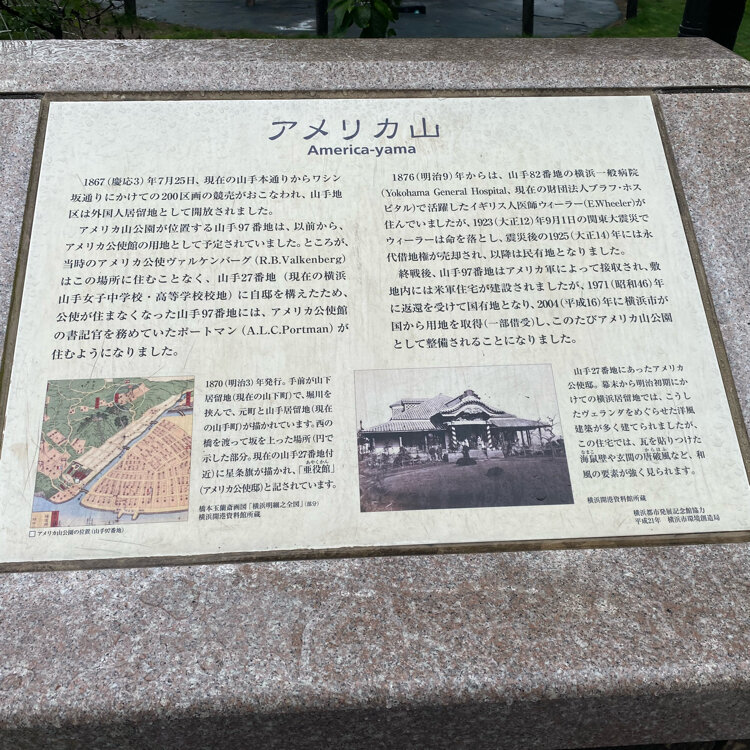 アメリカ山
America-yama
1867(慶応3)年7月25日、現在の山手本通りからワシン
坂通りにかけての200区画の競売がおこなわれ、山手地
区は外国人居留地として開放されました。
アメリカ山公園が位置する山手97番地は、以前から、
アメリカ公使館の用地として予定されていました。ところが、
当時のアメリカ公使ヴァルケンバーグ(R.B.Valkenberg)
はこの場所に住むことなく、山手27番地(現在の横浜
山手女子中学校・高等学校校地)に自邸を構えたため、
公使が住まなくなった山手97番地には、アメリカ公使館
の書記官を務めていたポートマン(A.L.C.Portman)が
住むようになりました。
1876(明治9)年からは、山手82番地の横浜一般病院
(Yokohama General Hospital、現在の財団法人ブラフ・ホス
ピタル)で活躍したイギリス人医師ウィーラー(E.Wheeler)が
住んでいましたが、1923(大正12)年9月1日の関東大震災で
ウィーラーは命を落とし、震災後の1925(大正14)年には永
代借地権が売却され、以降は民有地となりました。
終戦後、山手97番地はアメリカ軍によって接収され、敷
地内には米軍住宅が建設されましたが、1971(昭和46)年
に返還を受けて国有地となり、2004(平成16)年に横浜市が
国から用地を取得(一部借受)し、このたびアメリカ山公園
として整備されることになりました。
1870(明治3)年発行。手前が山下
居留地(現在の山下町)で、堀川を
挟んで、元町と山手居留地(現在
の山手町)が描かれています。西の
橋を渡って坂を上った場所(円で
示した部分)。現在の山手27番地付
近)に星条旗が描かれ、「亜役館」
あやくかん
(アメリカ公使邸)と記されています。
橋本玉蘭斎画図「横浜明細之全図」(部分)
横浜開港資料館所蔵
□ アメリカ山公園の位置(山手97番地)
山手27番地にあったアメリカ
公使邸。幕末から明治初期にか
けての横浜居留地では、こうし
たヴェランダをめぐらせた洋風
建築が多く建てられましたが、
この住宅では、瓦を貼りつけた
海鼠壁や玄関の唐破風など、和
なまこ からはふ
風の要素が強く見られます。
横浜開港資料館所蔵
横浜都市発展記念館協力
平成21年 横浜市環境創造局